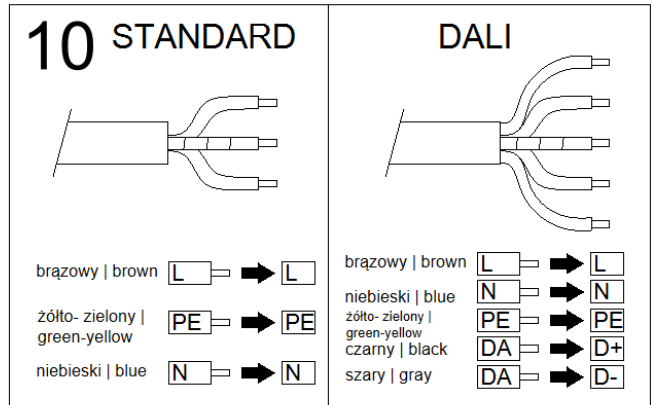 10 STANDARD
brązowy | brown L L
żółto- zielony |
green-yellow PE PE
niebieski | blue N N
DALI
brązowy | brown L L
niebieski | blue N N
żółto- zielony |
green-yellow PE PE
czarny | black DA D+
szary | gray DA D-